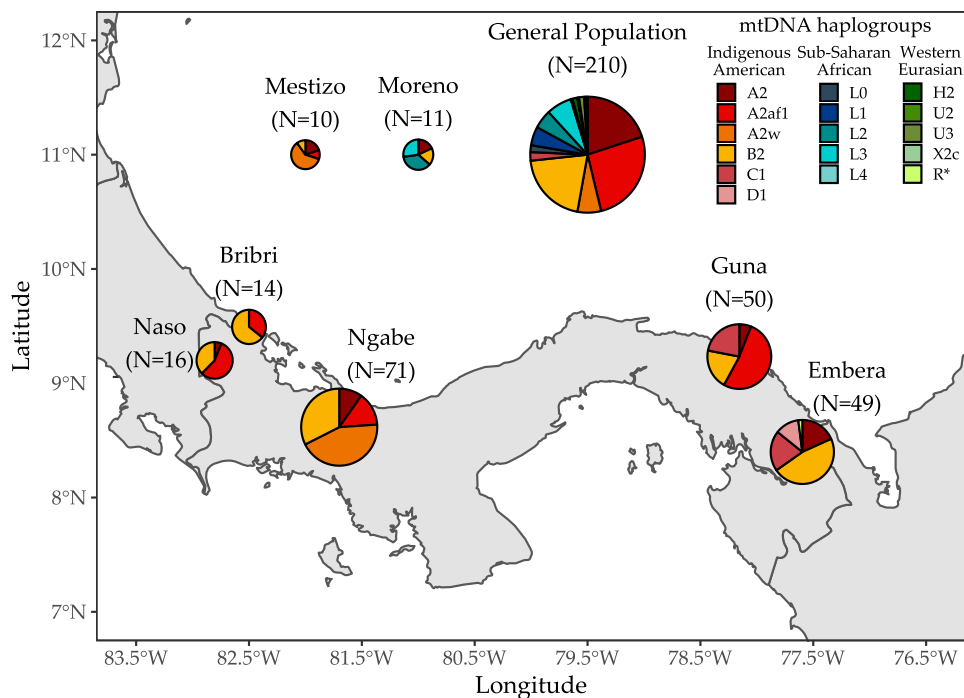 mtDNA haplogroups
Indigenous American
Sub-Saharan African
Western Eurasian
A2
A2af1
A2w
B2
C1
D1
L0
L1
L2
L3
L4
H2
U2
U3
X2c
R*
General Population
(N=210)
Mestizo
(N=10)
Moreno
(N=11)
Bribri
(N=14)
Naso
(N=16)
Ngabe
(N=71)
Guna
(N=50)
Embera
(N=49)
Latitude
12°N
11°N
10°N
9°N
8°N
7°N
83.5°W
82.5°W
81.5°W
80.5°W
79.5°W
78.5°W
77.5°W
76.5°W
Longitude